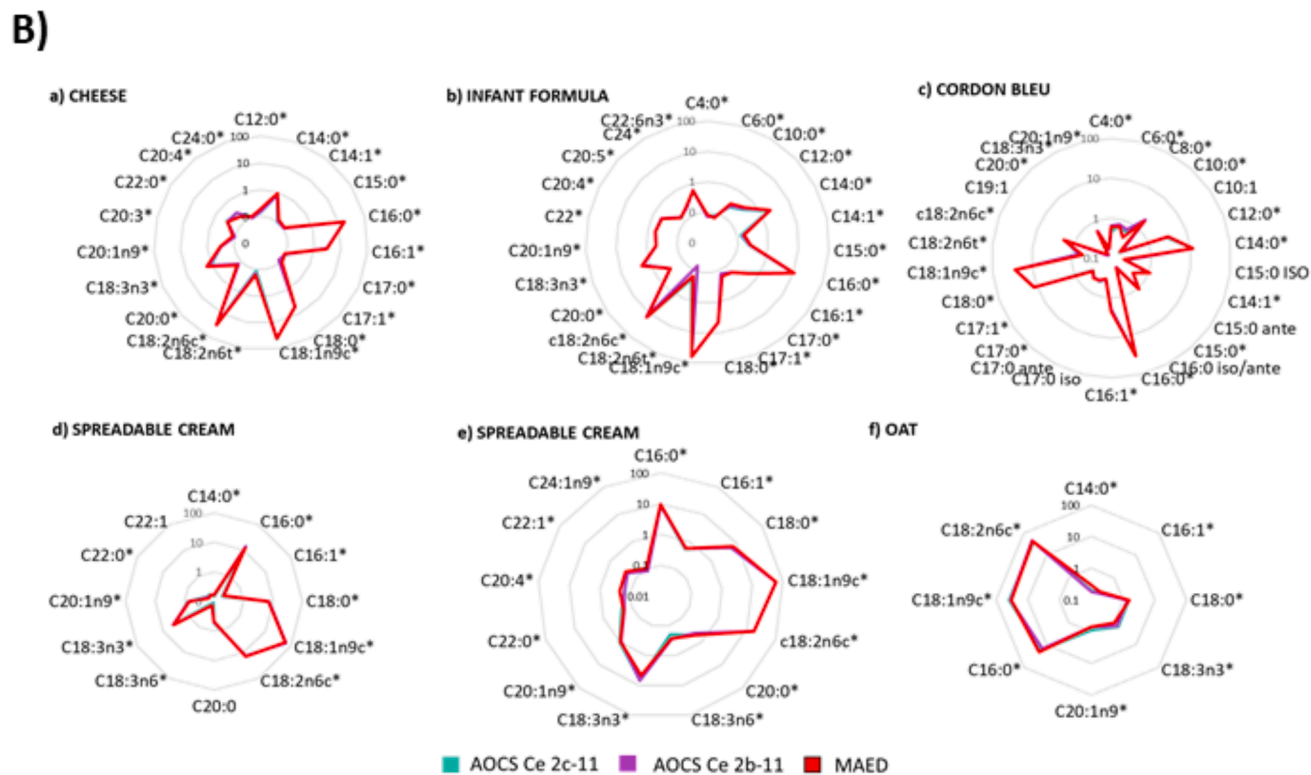 B)
a) CHEESE
C12:0*
C14:0*
C14:1*
C15:0*
C16:0*
C16:1*
C17:0*
C17:1*
C18:0*
C18:1n9c*
C18:2n6t*
C18:2n6c*
C20:0*
C18:3n3*
C20:1n9*
C20:3*
C22:0*
C20:4*
C24:0*
100
10
1
0
0
b) INFANT FORMULA
C4:0*
C6:0*
C10:0*
C12:0*
C14:0*
C14:1*
C15:0*
C16:0*
C16:1*
C17:0*
C17:1*
C18:0*
C18:1n9c*
C18:2n6t*
c18:2n6c*
C20:0*
C18:3n3*
C20:1n9*
C22*
C20:4*
C20:5*
C24*
C22:6n3*
100
10
1
0
0
c) CORDON BLEU
C4:0*
C6:0*
C8:0*
C10:0*
C10:1
C12:0*
C14:0*
C15:0 ISO
C14:1*
C15:0 ante
C15:0*
C16:0 iso/ante
C16:0*
C16:1*
C17:0 iso
C17:0 ante
C17:0*
C17:1*
C18:0*
C18:1n9c*
C18:2n6t*
c18:2n6c*
C19:1
C20:0*
C18:3n3*
C20:1n9*
100
10
1
0.1
d) SPREADABLE CREAM
C14:0*
C16:0*
C16:1*
C18:0*
C18:1n9c*
C18:2n6c*
C20:0
C18:3n6*
C18:3n3*
C20:1n9*
C22:0*
C22:1
100
10
1
e) SPREADABLE CREAM
C16:0*
C16:1*
C18:0*
C18:1n9c*
c18:2n6c*
C20:0*
C18:3n6*
C18:3n3*
C20:1n9*
C22:0*
C20:4*
C22:1*
C24:1n9*
100
10
1
0.1
0.01
f) OAT
C14:0*
C16:1*
C18:0*
C18:3n3*
C20:1n9*
C16:0*
C18:1n9c*
C18:2n6c*
100
10
1
0.1
AOCS Ce 2c-11 AOCS Ce 2b-11 MAED